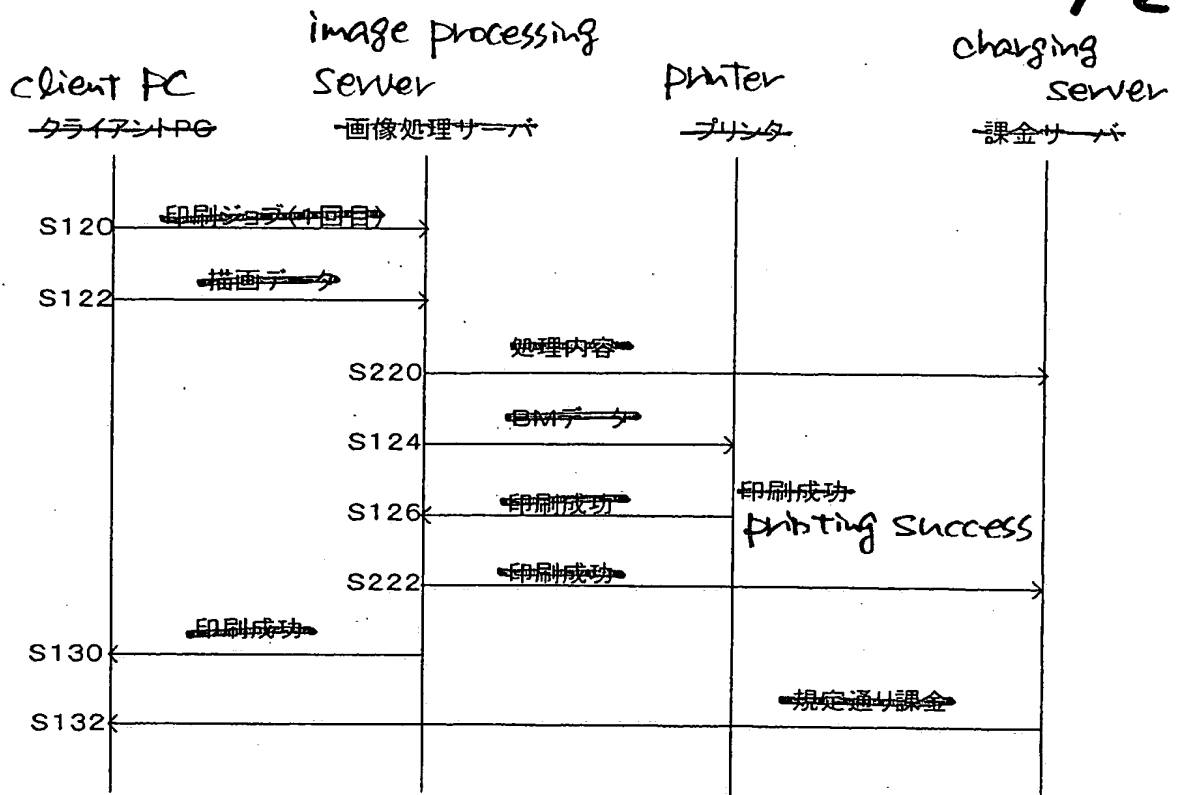 image processing
server
client PC
printer
charging
server
クライアントPC
画像処理サーバ
プリンタ
課金サーバ
印刷ジョブ(1回目)
S120
描画データ
S122
処理内容
S220
BMデータ
S124
印刷成功
印刷成功
S126
printing success
印刷成功
S222
印刷成功
S130
規定通り課金
S132